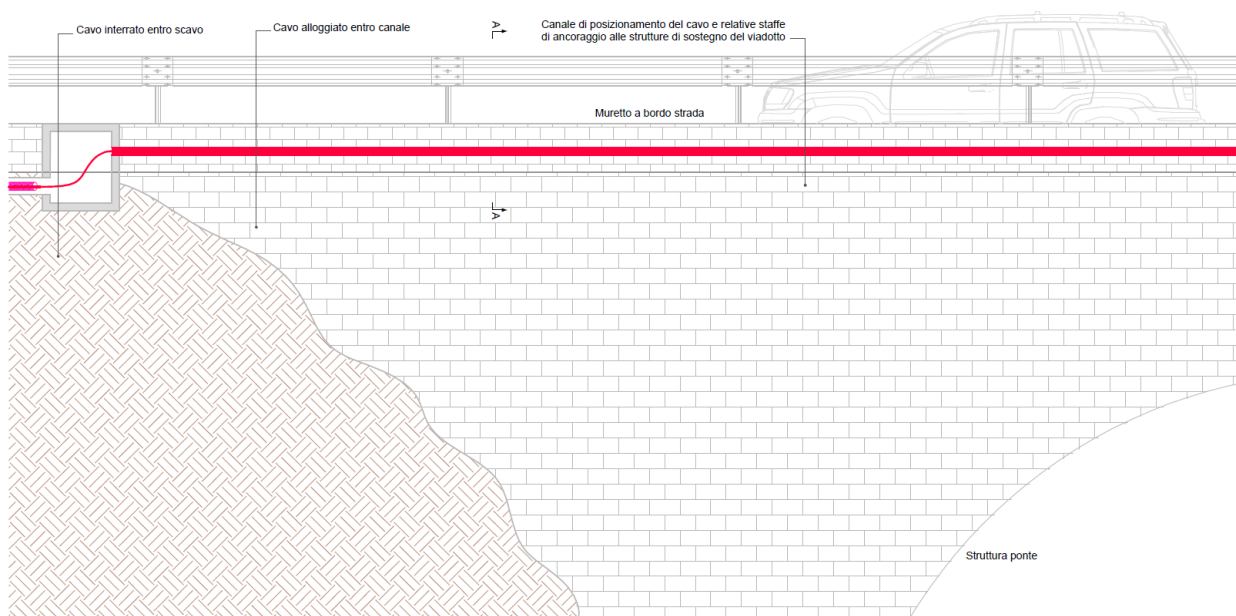 Cavo interrato entro scavo
Cavo alloggiato entro canale
A
Canale di posizionamento del cavo e relative staffe
di ancoraggio alle strutture di sostegno del viadotto
Muretto a bordo strada
A
Struttura ponte